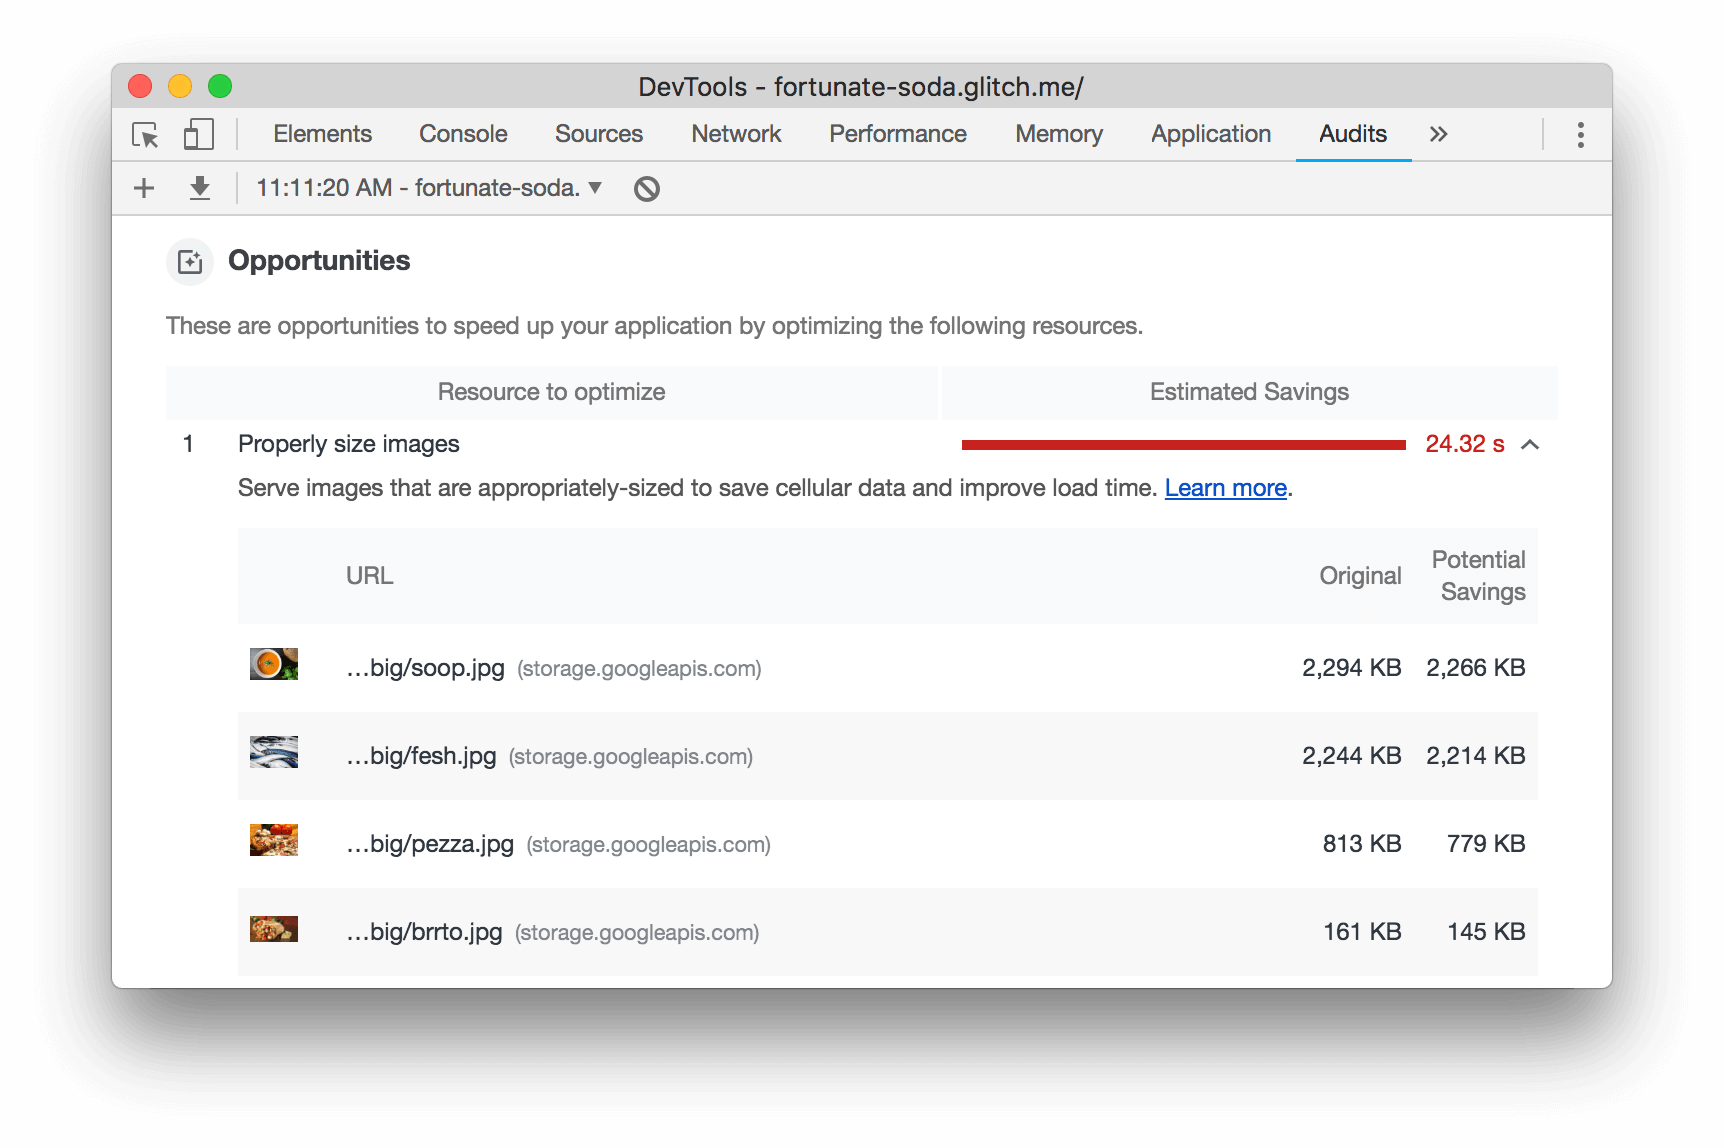 DevTools - fortunate-soda.glitch.me/
Elements Console Sources Network Performance Memory Application Audits »
+ 11:11:20 AM - fortunate-soda. ▼
Opportunities
These are opportunities to speed up your application by optimizing the following resources.
Resource to optimize Estimated Savings
1 Properly size images 24.32 s
Serve images that are appropriately-sized to save cellular data and improve load time. Learn more.
URL Original Potential Savings
…big/soop.jpg (storage.googleapis.com) 2,294 KB 2,266 KB
…big/fesh.jpg (storage.googleapis.com) 2,244 KB 2,214 KB
…big/pezza.jpg (storage.googleapis.com) 813 KB 779 KB
…big/brrto.jpg (storage.googleapis.com) 161 KB 145 KB